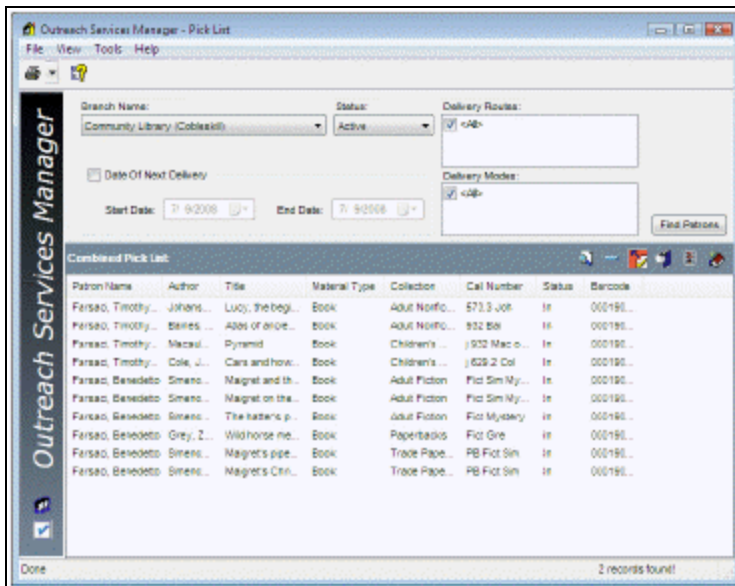 Outreach Services Manager - Pick List
File View Tools Help
Branch Name: Status: Delivery Routes:
Community Library (Cobleskill) Active <All>
Date Of Next Delivery Delivery Modes:
<All>
Start Date: 7/ 9/2008 End Date: 7/ 9/2008
Find Patrons
Outreach Services Manager
Combined Pick List:
Patron Name Author Title Material Type Collection Call Number Status Barcode
Farsao, Timothy... Johans... Lucy, the begi... Book Adult Nonfic... 573.3 Joh In 000190...
Farsao, Timothy... Barnes, ... Atlas of ancie... Book Adult Nonfic... 932 Bai In 000190...
Farsao, Timothy... Macaul... Pyramid Book Children's ... j 932 Mac o... In 000190...
Farsao, Timothy... Cole, J... Cars and how... Book Children's ... j 629.2 Col In 000190...
Farsao, Benedetto Simeno... Maigret and th... Book Adult Fiction Fict Sim My... In 000190...
Farsao, Benedetto Simeno... Maigret on the... Book Adult Fiction Fict Sim My... In 000190...
Farsao, Benedetto Simeno... The hatter's p... Book Adult Fiction Fict Mystery In 000190...
Farsao, Benedetto Grey, Z... Wild horse me... Book Paperbacks Fict Gre In 000190...
Farsao, Benedetto Simeno... Maigret's pipe... Book Trade Pape... PB Fict Sim In 000190...
Farsao, Benedetto Simeno... Maigret's Chri... Book Trade Pape... PB Fict Sim In 000190...
Done 2 records found!